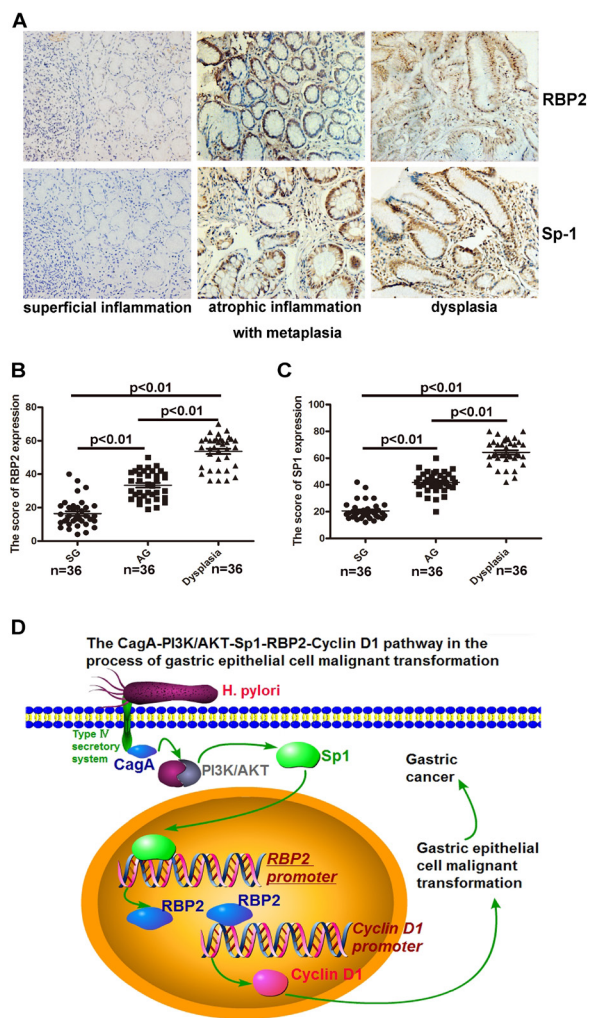 A
RBP2
Sp-1
superficial inflammation
atrophic inflammation
with metaplasia
dysplasia
B
p<0.01
p<0.01
p<0.01
The score of RBP2 expression
80
60
40
20
0
SG
AG
Dysplasia
n=36
n=36
n=36
C
p<0.01
p<0.01
p<0.01
The score of SP1 expression
100
80
60
40
20
0
SG
AG
Dysplasia
n=36
n=36
n=36
D
The CagA-PI3K/AKT-Sp1-RBP2-Cyclin D1 pathway in the
process of gastric epithelial cell malignant transformation
H. pylori
Type IV
secretory
system
CagA
PI3K/AKT
Sp1
Gastric
cancer
Gastric epithelial
cell malignant
transformation
RBP2
promoter
RBP2
RBP2
Cyclin D1
promoter
Cyclin D1